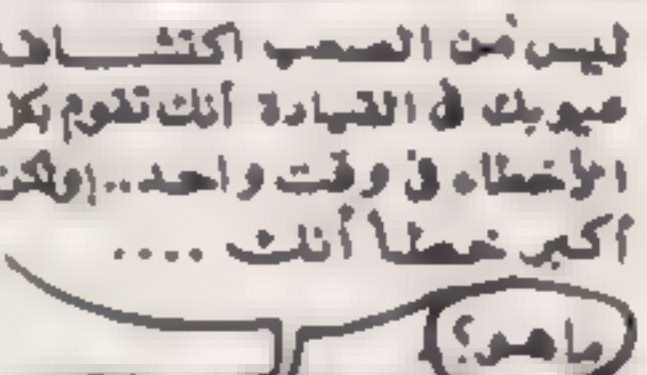 ليس من الصعب اكتشاف
عيوبك في القيادة أنك تقوم بكل
الأخطاء في وقت واحد.. ولكن
أكبر خطأ أنك ....
ما هو؟